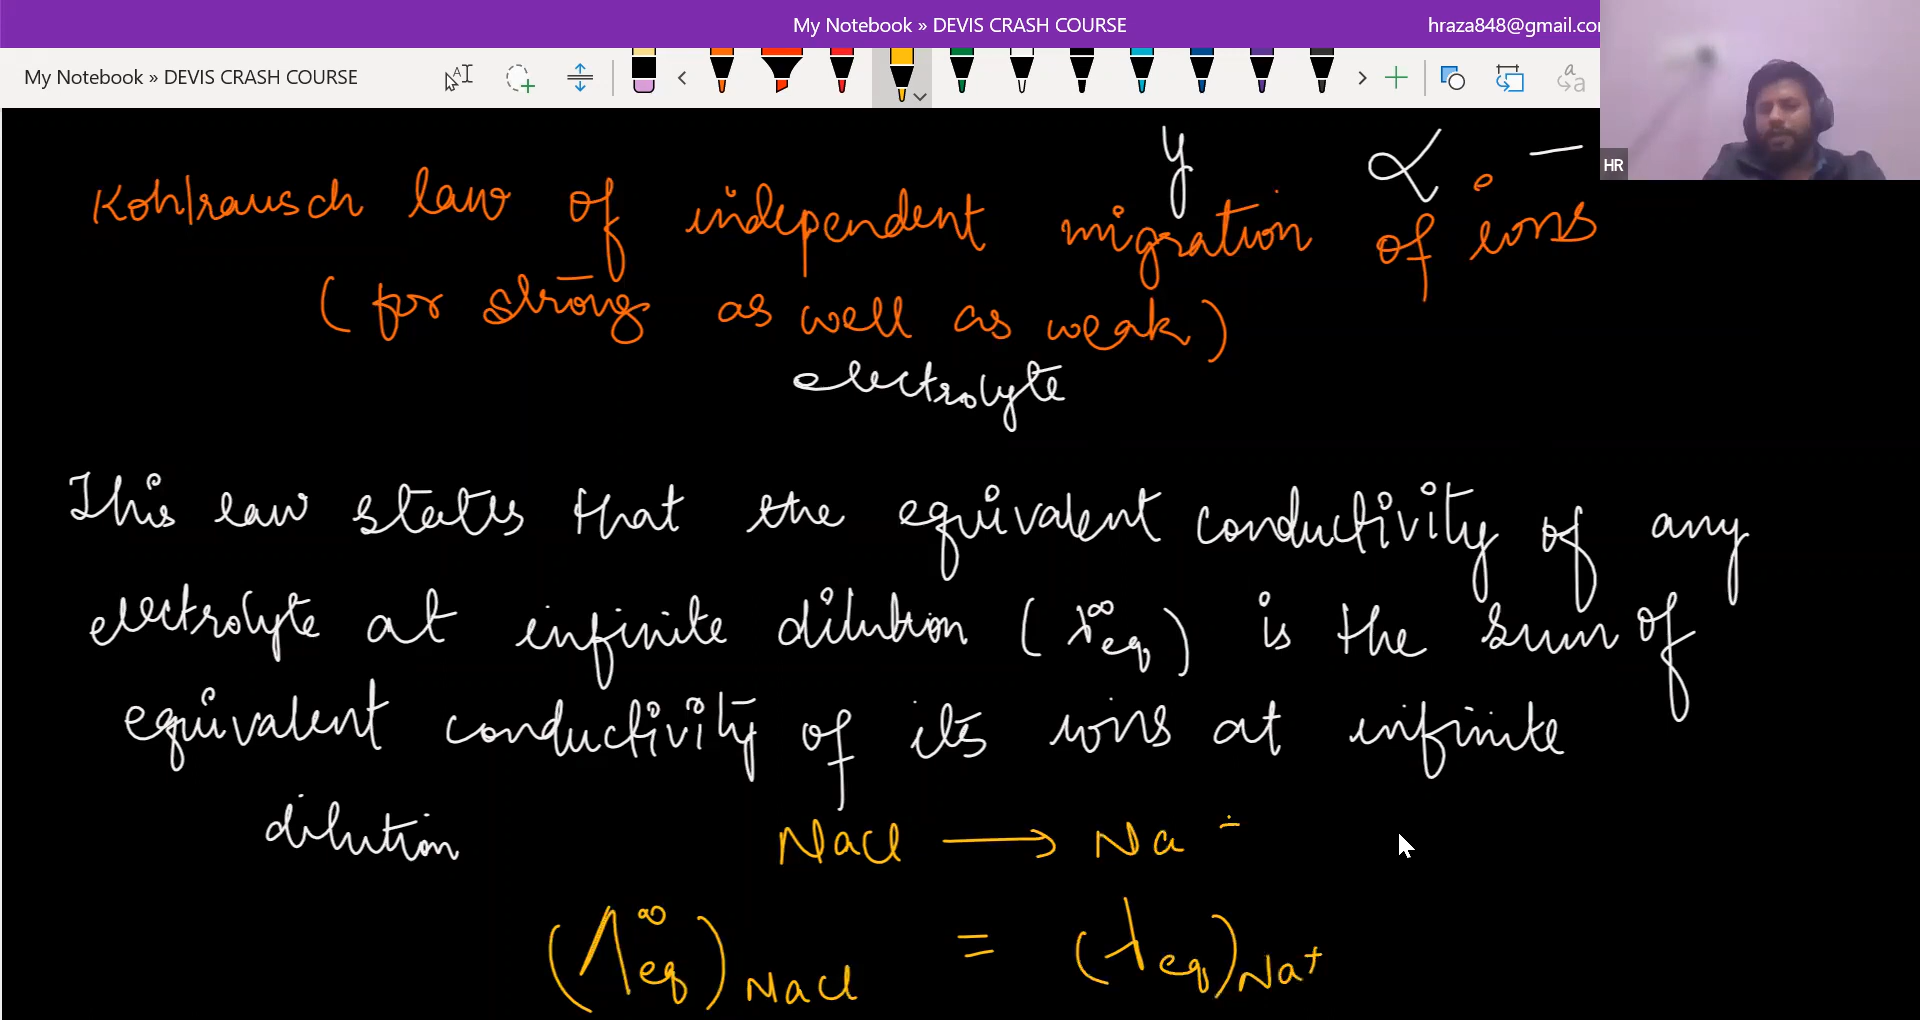 My Notebook » DEVIS CRASH COURSE
hraza848@gmail.co
My Notebook » DEVIS CRASH COURSE
HR
y α —
Kohlrausch law of independent migration of ions
(for strong as well as weak)
electrolyte
This law states that the equivalent conductivity of any
electrolyte at infinite dilution (λ∞eq) is the sum of
equivalent conductivity of its ions at infinite
dilution
NaCl → Na
(Λ∞eq)NaCl = (λeq)Na+